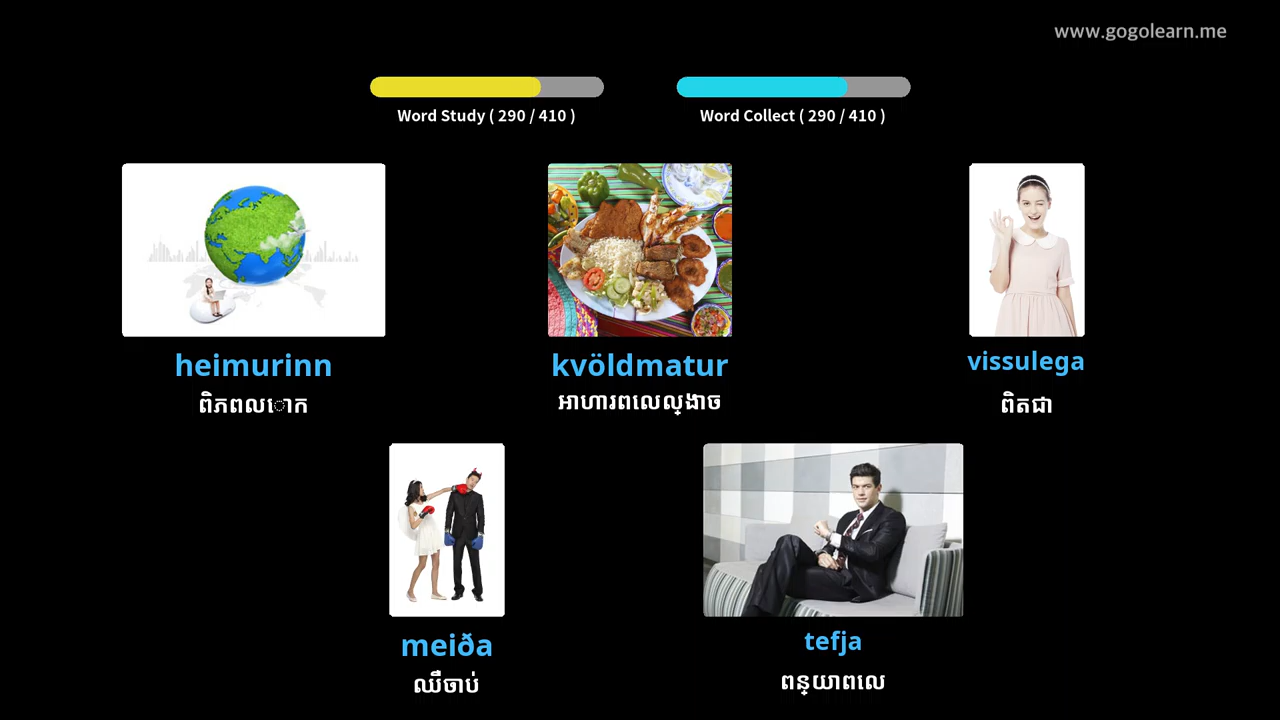 www.gogolearn.me
Word Study ( 290 / 410 )
Word Collect ( 290 / 410 )
heimurinn
kvöldmatur
vissulega
ពិភពលោក
អាហារពេលល្ងាច
ពិតជា
meiða
tefja
ឈឺចាប់
ពន្យាពេល